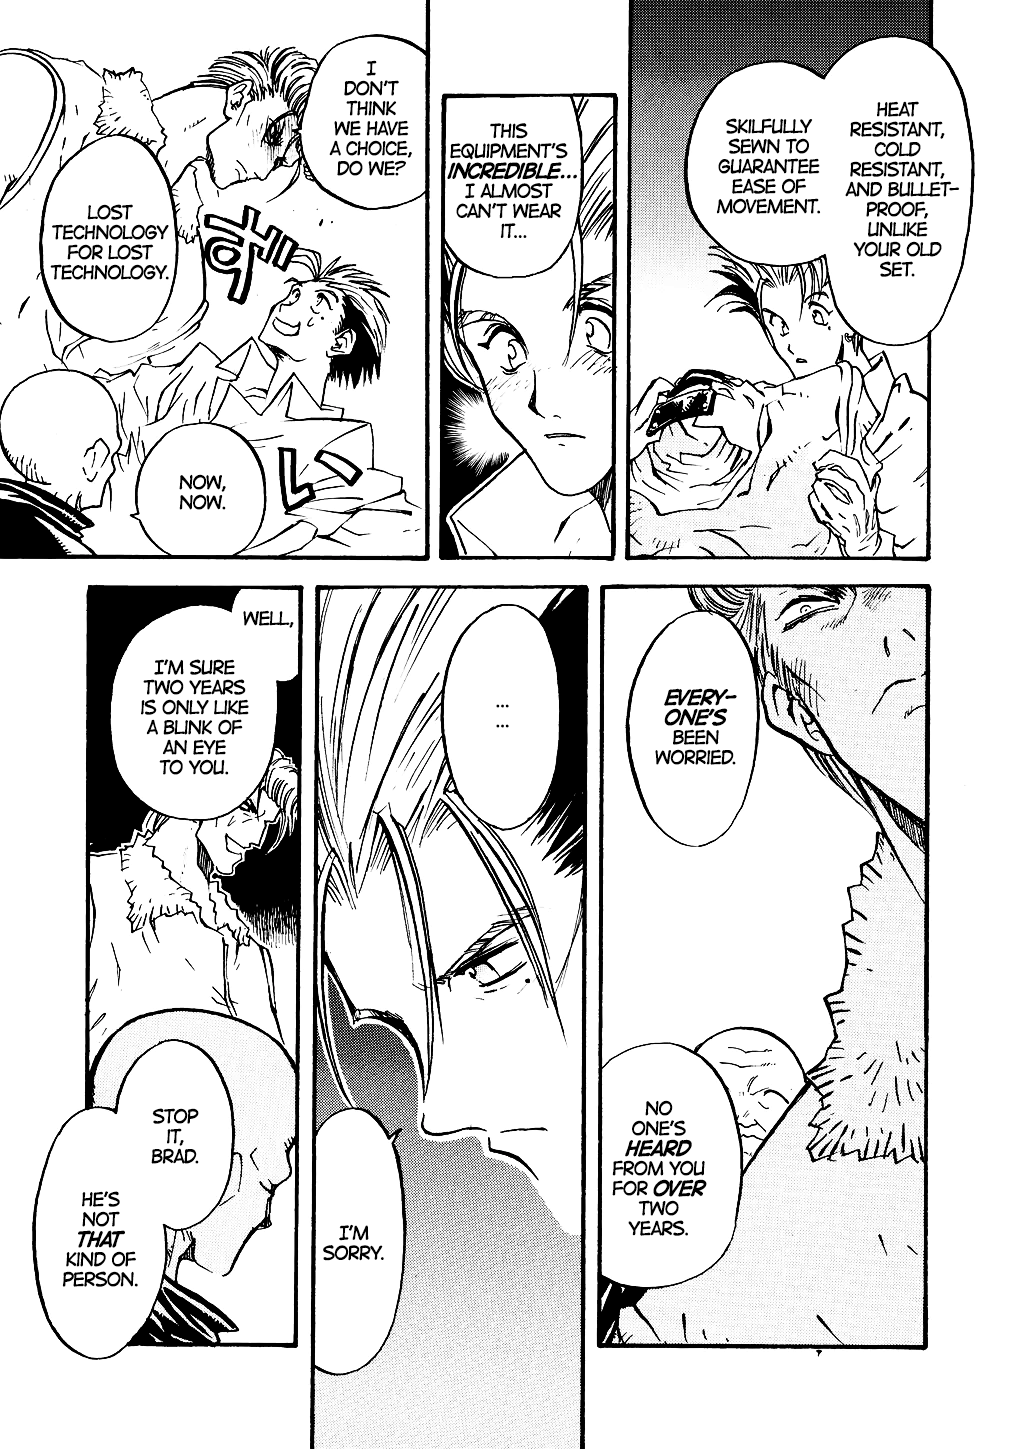 HEAT
RESISTANT,
COLD
RESISTANT,
AND BULLET-
PROOF,
UNLIKE
YOUR OLD
SET.
SKILFULLY
SEWN TO
GUARANTEE
EASE OF
MOVEMENT.
THIS
EQUIPMENT'S
INCREDIBLE...
I ALMOST
CAN'T WEAR
IT...
I
DON'T
THINK
WE HAVE
A CHOICE,
DO WE?
LOST
TECHNOLOGY
FOR LOST
TECHNOLOGY.
ずい
NOW,
NOW.
EVERY-
ONE'S
BEEN
WORRIED.
NO
ONE'S
HEARD
FROM YOU
FOR OVER
TWO
YEARS.
...
...
I'M
SORRY.
WELL,
I'M SURE
TWO YEARS
IS ONLY LIKE
A BLINK OF
AN EYE
TO YOU.
STOP
IT,
BRAD.
HE'S
NOT
THAT
KIND OF
PERSON.